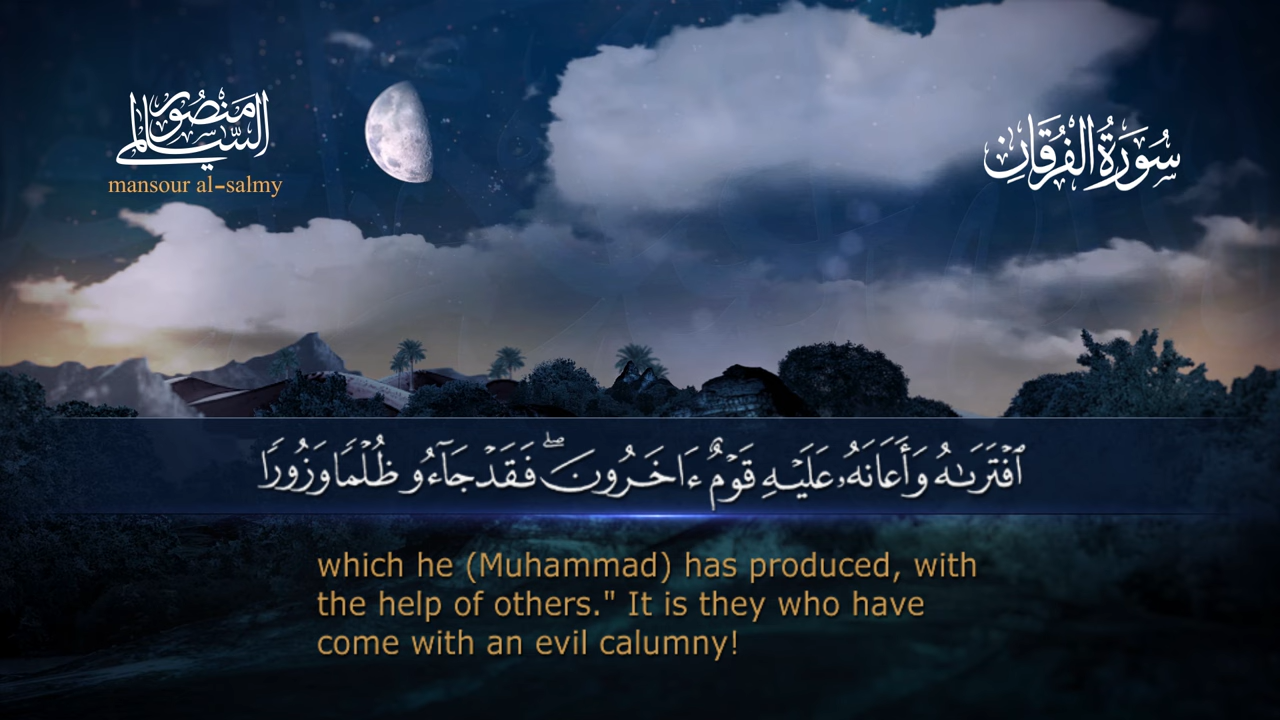 منصور السالمي
mansour al-salmy
سُورَةُ الفُرْقَانِ
ٱفْتَرَىٰهُ وَأَعَانَهُۥ عَلَيْهِ قَوْمٌ ءَاخَرُونَ ۖ فَقَدْ جَآءُو ظُلْمًا وَزُورًا
which he (Muhammad) has produced, with
the help of others." It is they who have
come with an evil calumny!